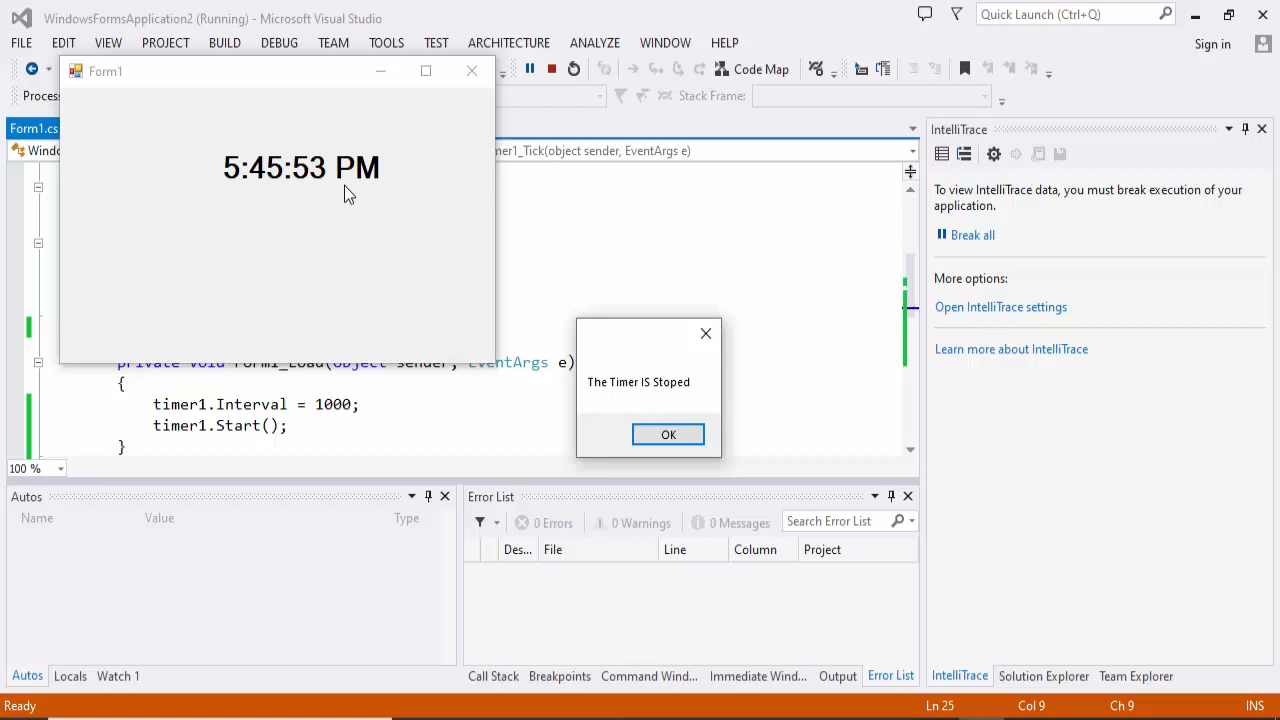 WindowsFormsApplication2 (Running) - Microsoft Visual Studio
Quick Launch (Ctrl+Q)
FILE EDIT VIEW PROJECT BUILD DEBUG TEAM TOOLS TEST ARCHITECTURE ANALYZE WINDOW HELP
Sign in
Form1
Code Map
Proces
Stack Frame:
Form1.cs
Windo
mer1_Tick(object sender, EventArgs e)
5:45:53 PM
private void Form1_Load(object sender, EventArgs e)
{
timer1.Interval = 1000;
timer1.Start();
}
100 %
The Timer IS Stoped
OK
IntelliTrace
To view IntelliTrace data, you must break execution of your
application.
Break all
More options:
Open IntelliTrace settings
Learn more about IntelliTrace
Autos
Name Value Type
Autos Locals Watch 1
Error List
0 Errors 0 Warnings 0 Messages Search Error List
Des... File Line Column Project
Call Stack Breakpoints Command Wind... Immediate Wind... Output Error List
IntelliTrace Solution Explorer Team Explorer
Ready Ln 25 Col 9 Ch 9 INS